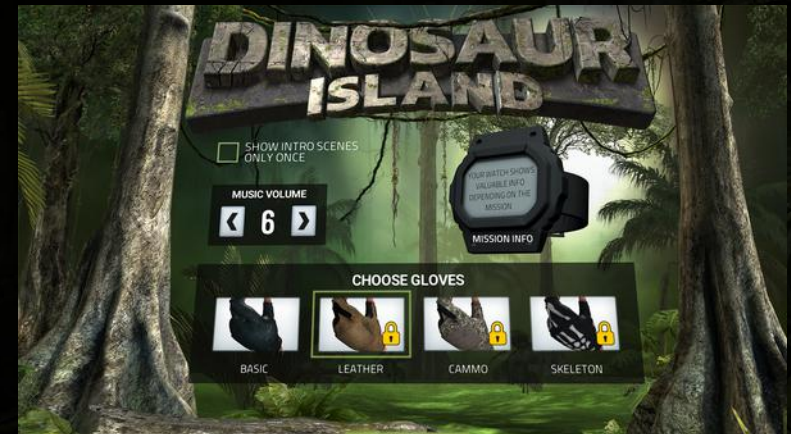 DINOSAUR
ISLAND
SHOW INTRO SCENES
ONLY ONCE
YOUR WATCH SHOWS
VALUABLE INFO
DEPENDING ON THE
MISSION
MISSION INFO
MUSIC VOLUME
6
CHOOSE GLOVES
BASIC
LEATHER
CAMMO
SKELETON